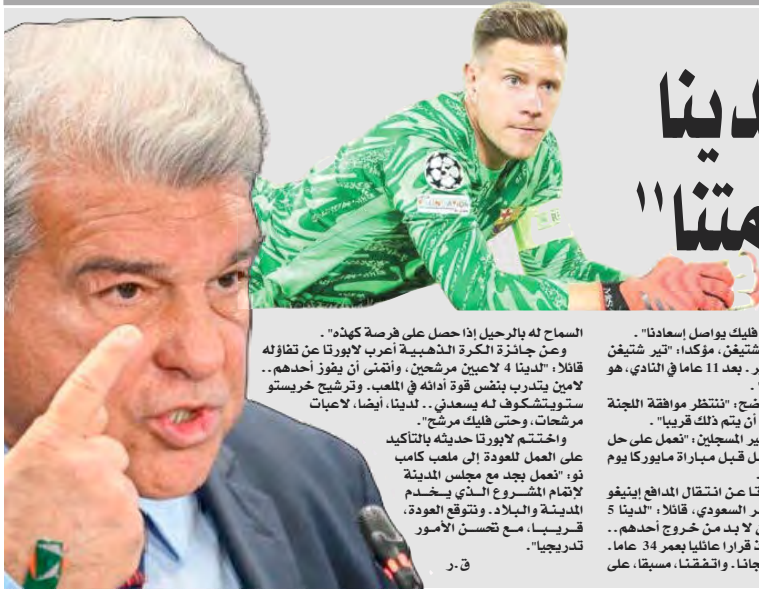 دينا
متنا"
فليك يواصل إسعادنا" .
شتيغن، مؤكدا: "تير شتيغن
ر . بعد 11 عاما في النادي، هو
" .
ضح: "ننتظر موافقة اللجنة
أن يتم ذلك قريبا" .
ير المسجلين: "نعمل على حل
ل قبل مباراة مايوركا يوم
تا عن انتقال المدافع إينيغو
ر السعودي، قائلا: "لدينا 5
لا بد من خروج أحدهم ..
ذ قرارا عائليا بعمر 34 عاما.
جانا . واتفقنا، مسبقا، على
السماح له بالرحيل إذا حصل على فرصة كهذه" .
وعن جائزة الكرة الذهبية أعرب لابورتا عن تفاؤله
قائلا: "لدينا 4 لاعبين مرشحين، وأتمنى أن يفوز أحدهم ..
لامين يتدرب بنفس قوة أدائه في الملعب. وترشيح خريستو
ستويتشكوف له يسعدني .. لدينا، أيضا، لاعبات
مرشحات، وحتى فليك مرشح".
واختتم لابورتا حديثه بالتأكيد
على العمل للعودة إلى ملعب كامب
نو: "نعمل بجد مع مجلس المدينة
لإتمام المشروع الذي يخدم
المدينة والبلاد. ونتوقع العودة،
قريبا، مع تحسن الأمور
تدريجيا".
ق.ر